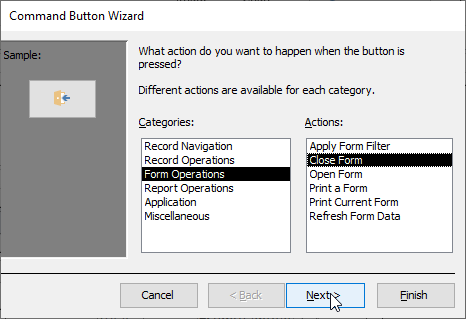 Command Button Wizard
Sample:
What action do you want to happen when the button is
pressed?
Different actions are available for each category.
Categories:
Record Navigation
Record Operations
Form Operations
Report Operations
Application
Miscellaneous
Actions:
Apply Form Filter
Close Form
Open Form
Print a Form
Print Current Form
Refresh Form Data
Cancel
< Back
Next >
Finish